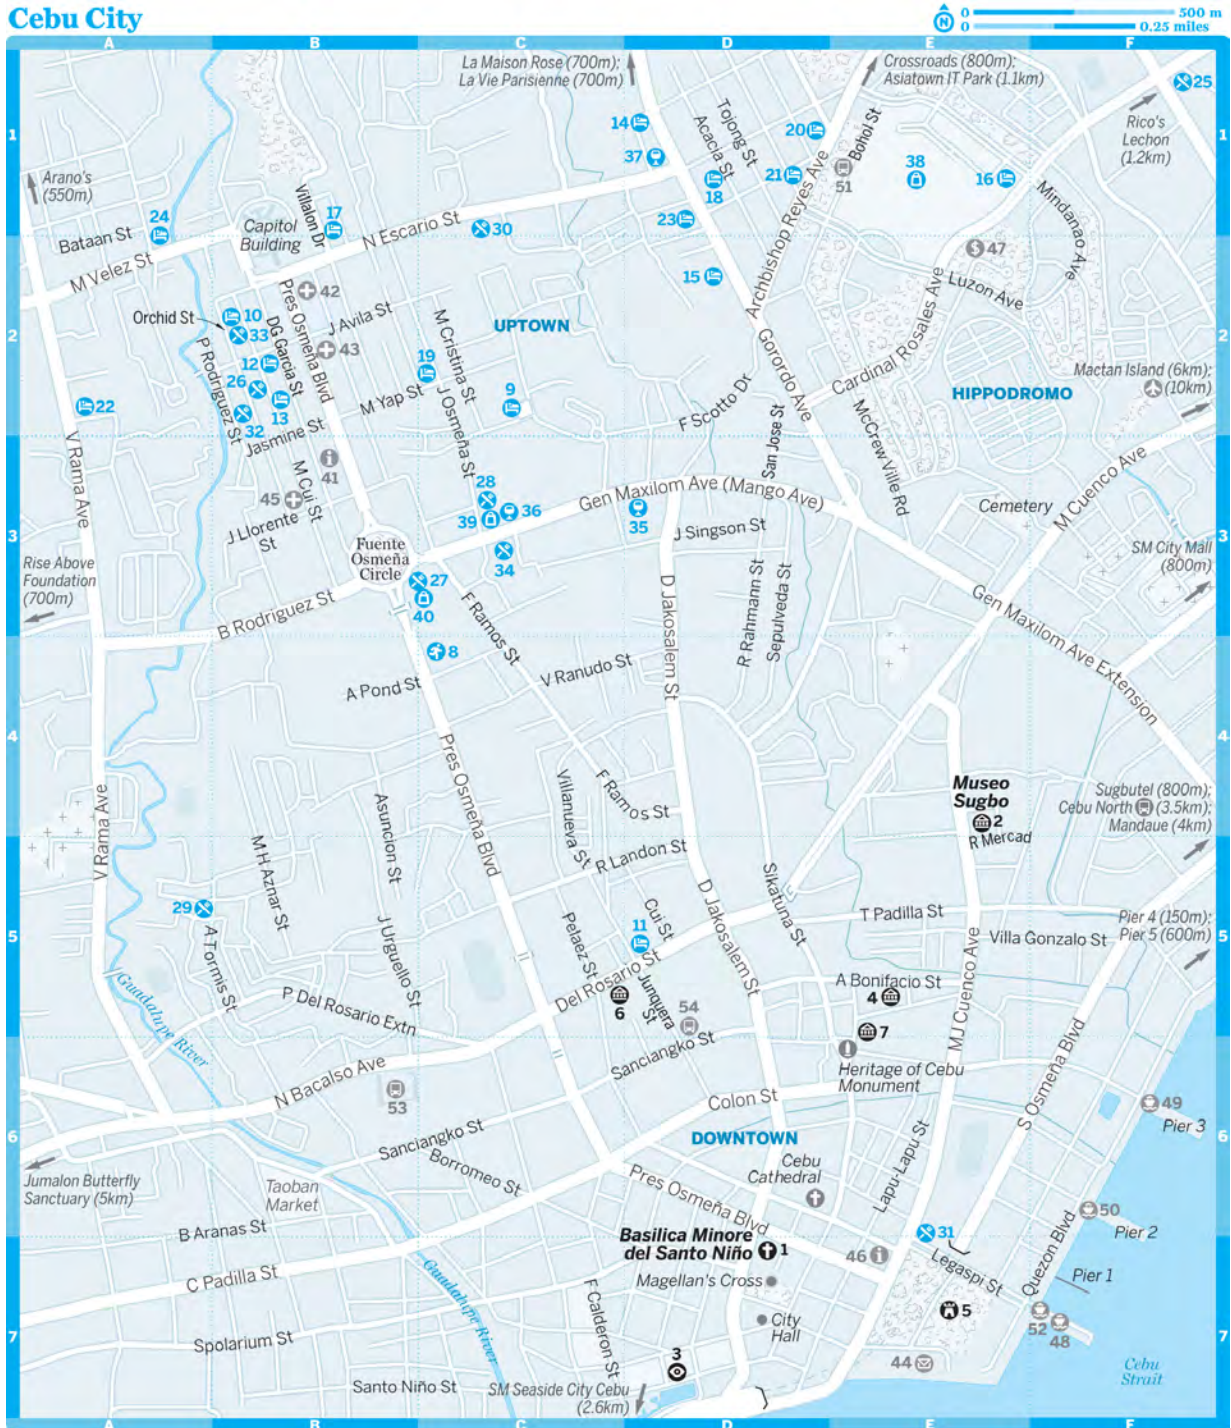 Cebu City
N
0 500 m
0 0.25 miles
A B C D E F
1
La Maison Rose (700m);
La Vie Parisienne (700m)
Crossroads (800m);
Asiatown IT Park (1.1km)
25
Rico's
Lechon
(1.2km)
14
37
Tojong St
Acacia St
20
Bohol St
51
38
16
21
18
23
Arano's
(550m)
24
Bataan St
Capitol
Building
Villalon Dr
17
N Escario St
30
M Velez St
Mindanao Ave
47
Luzon Ave
15
Archbishop Reyes Ave
1
2
Orchid St
10
33
42
Pres Osmeña Blvd
DG Garcia St
J Avila St
43
M Cristina St
UPTOWN
19
9
12
26
13
32
P Rodriguez St
22
M Yap St
J Osmeña St
Jasmine St
Gorordo Ave
Cardinal Rosales Ave
HIPPODROMO
Mactan Island (6km);
(10km)
F Scotto Dr
San Jose St
McCrew Ville Rd
2
3
V Rama Ave
41
M Cui St
45
J Llorente
St
28
39
36
Gen Maxilom Ave (Mango Ave)
35
34
J Singson St
Cemetery
M Cuenco Ave
SM City Mall
(800m)
Fuente
Osmeña
Circle
27
40
Rise Above
Foundation
(700m)
B Rodriguez St
F Ramos St
D Jakosalem St
R Rahmann St
Sepulveda St
Gen Maxilom Ave Extension
3
8
A Pond St
V Ranudo St
4
Pres Osmeña Blvd
V Rama Ave
Asuncion St
Villanueva St
F Ramos St
Museo
Sugbo
2
R Mercad
Sugbutel (800m);
Cebu North (3.5km);
Mandaue (4km)
4
M H Aznar St
R Landon St
Sikatuna St
D Jakosalem St
29
A Tormis St
J Urguello St
Pelaez St
Cui St
11
T Padilla St
Villa Gonzalo St
Pier 4 (150m);
Pier 5 (600m)
5
5
Del Rosario St
Junquera
St
6
54
A Bonifacio St
4
7
MJ Cuenco Ave
Guadalupe River
P Del Rosario Extn
Sanciangko St
Heritage of Cebu
Monument
S Osmeña Blvd
N Bacalso Ave
53
Colon St
49
Pier 3
6
6
Sanciangko St
DOWNTOWN
Lapu-Lapu St
Jumalon Butterfly
Sanctuary (5km)
Taoban
Market
Borromeo St
Cebu
Cathedral
Pres Osmeña Blvd
50
Pier 2
B Aranas St
Basilica Minore
del Santo Niño
1
46
31
Legaspi St
Quezon Blvd
Pier 1
C Padilla St
Guadalupe River
Magellan's Cross
5
52
48
7
Spolarium St
F Calderon St
City
Hall
7
3
44
Cebu
Strait
Santo Niño St
SM Seaside City Cebu
(2.6km)
A B C D E F